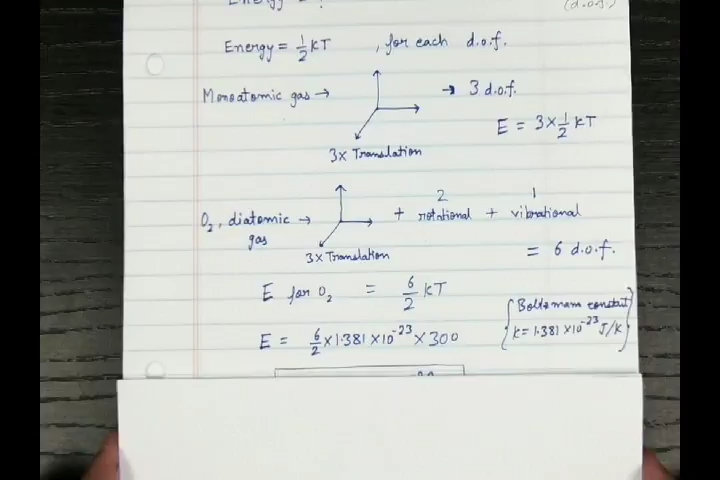 (d.o.f.)
Energy = 1/2 kT , for each d.o.f.
Monoatomic gas → → 3 d.o.f.
E = 3 × 1/2 kT
3x Translation
O₂, diatomic gas → + 2 rotational + 1 vibrational
3x Translation
= 6 d.o.f.
E for O₂ = 6/2 kT
{ Boltzmann constant
k = 1.381 × 10⁻²³ J/K }
E = 6/2 × 1.381 × 10⁻²³ × 300